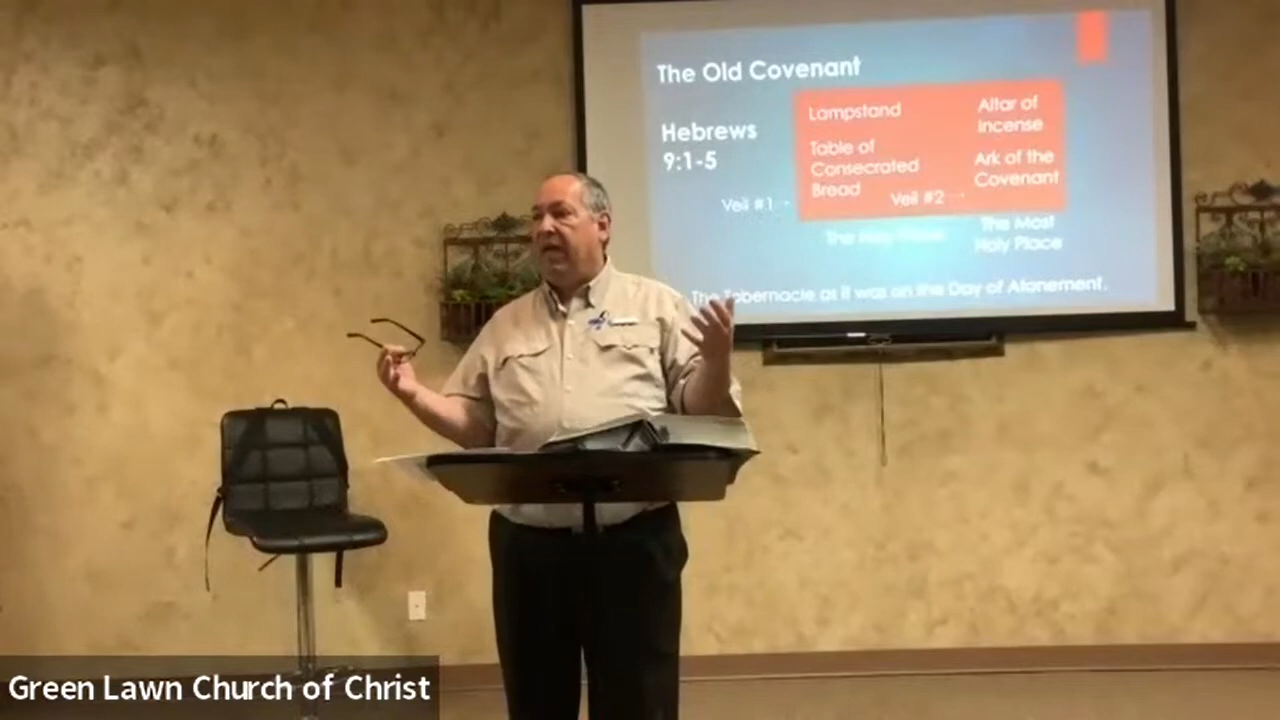 The Old Covenant
Hebrews
9:1-5
Lampstand
Table of
Consecrated
Bread
Altar of
Incense
Ark of the
Covenant
Veil #1
Veil #2
The Most
Holy Place
The Tabernacle as it was on the Day of Atonement.
Green Lawn Church of Christ